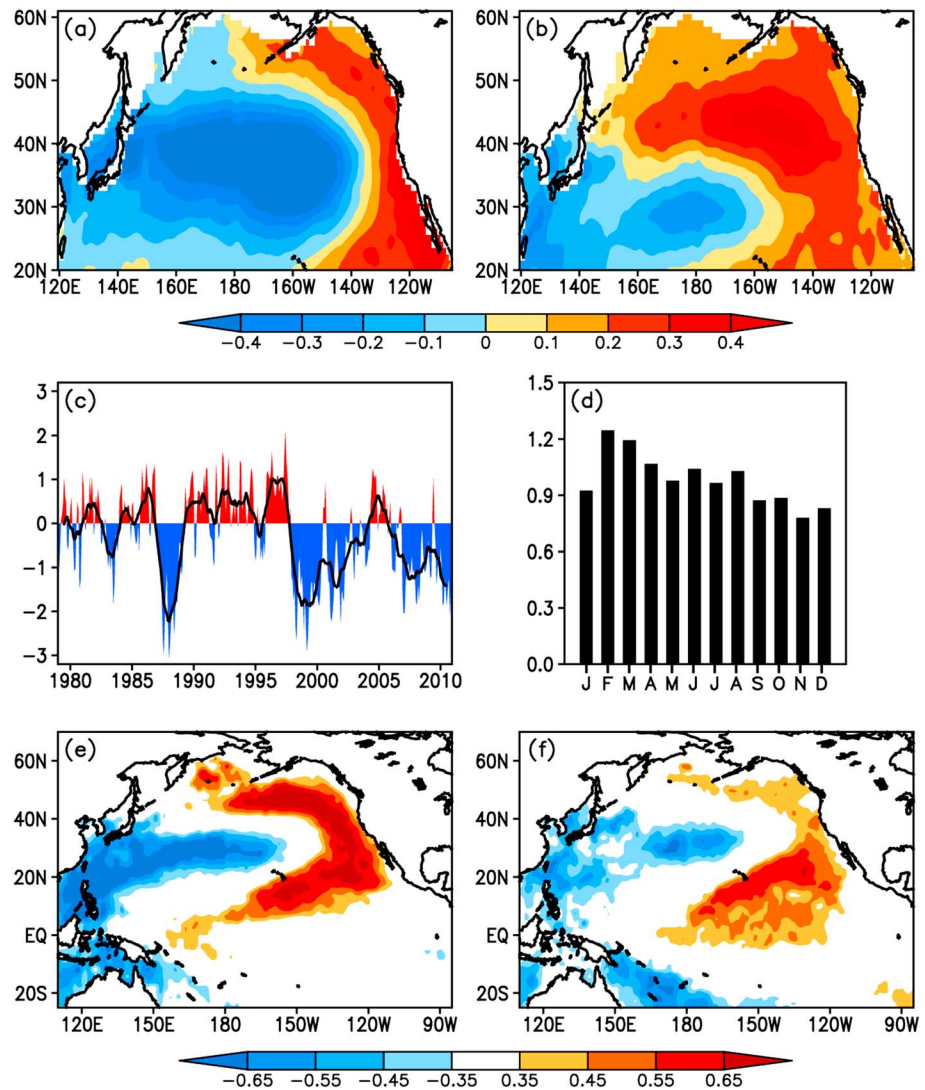 (a)
60N
50N
40N
30N
20N
120E 140E 160E 180 160W 140W 120W
(b)
60N
50N
40N
30N
20N
120E 140E 160E 180 160W 140W 120W
−0.4 −0.3 −0.2 −0.1 0 0.1 0.2 0.3 0.4
(c)
3
2
1
0
−1
−2
−3
1980 1985 1990 1995 2000 2005 2010
(d)
1.5
1.2
0.9
0.6
0.3
0.0
J F M A M J J A S O N D
(e)
60N
40N
20N
EQ
20S
120E 150E 180 150W 120W 90W
(f)
60N
40N
20N
EQ
20S
120E 150E 180 150W 120W 90W
−0.65 −0.55 −0.45 −0.35 0.35 0.45 0.55 0.65